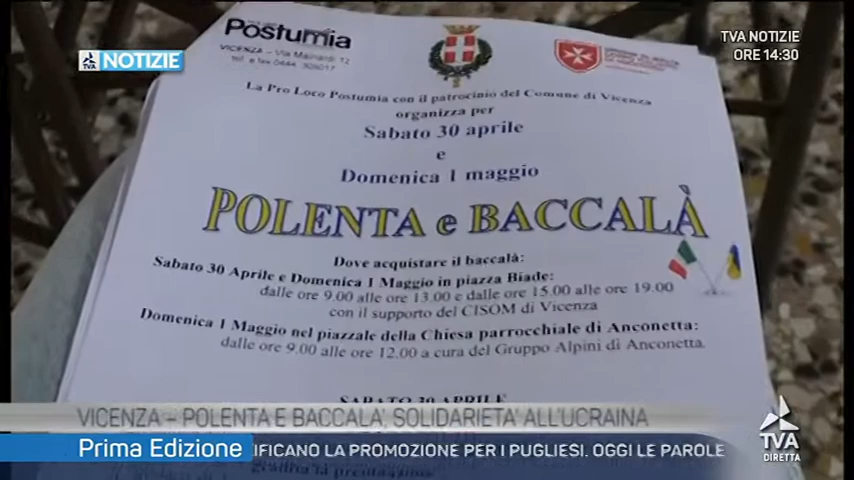 Postumia
VICENZA – Via Mainardi 12
tel. e fax 0444
TVA NOTIZIE
TVA NOTIZIE
ORE 14:30
La Pro Loco Postumia con il patrocinio del Comune di Vicenza
organizza per
Sabato 30 aprile
e
Domenica 1 maggio
POLENTA e BACCALÀ
Dove acquistare il baccalà:
Sabato 30 Aprile e Domenica 1 Maggio in piazza Biade:
dalle ore 9.00 alle ore 13.00 e dalle ore 15.00 alle ore 19.00
con il supporto del CISOM di Vicenza
Domenica 1 Maggio nel piazzale della Chiesa parrocchiale di Anconetta:
dalle ore 9.00 alle ore 12.00 a cura del Gruppo Alpini di Anconetta.
SABATO 30 APRILE
VICENZA – POLENTA E BACCALA' SOLIDARIETA' ALL'UCRAINA
Prima Edizione
IFICANO LA PROMOZIONE PER I PUGLIESI. OGGI LE PAROLE
TVA
DIRETTA